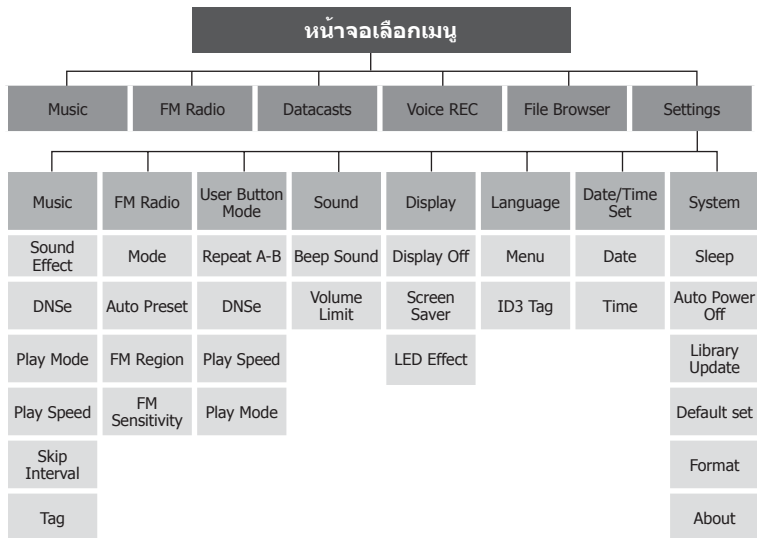 หน้าจอเลือกเมนู
Music
FM Radio
Datacasts
Voice REC
File Browser
Settings
Music
FM Radio
User Button
Mode
Sound
Display
Language
Date/Time
Set
System
Sound
Effect
Mode
Repeat A-B
Beep Sound
Display Off
Menu
Date
Sleep
DNSe
Auto Preset
DNSe
Volume
Limit
Screen
Saver
ID3 Tag
Time
Auto Power
Off
Play Mode
FM Region
Play Speed
LED Effect
Library
Update
Play Speed
FM
Sensitivity
Play Mode
Default set
Skip
Interval
Format
Tag
About